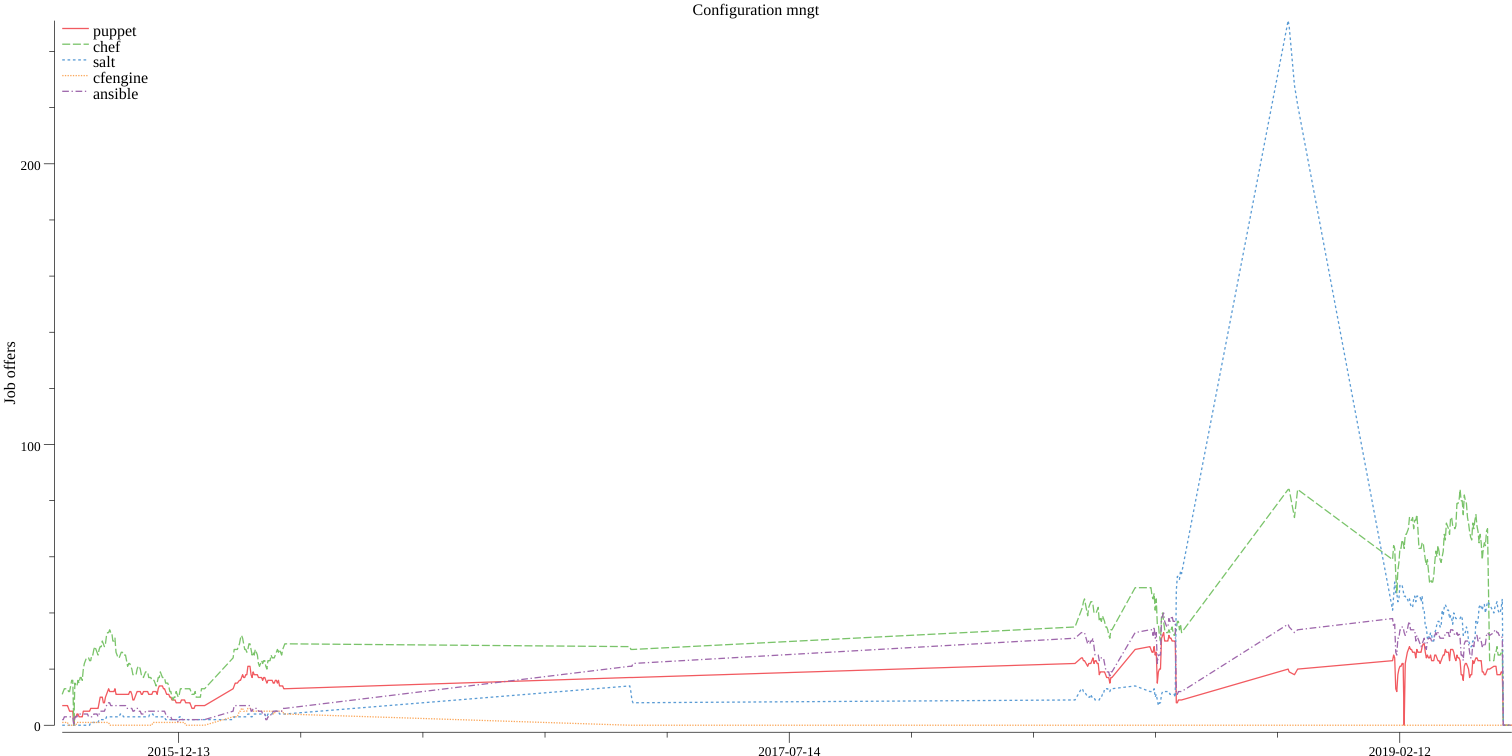 Configuration mngt
puppet
chef
salt
cfengine
ansible
200
100
0
Job offers
2015-12-13
2017-07-14
2019-02-12